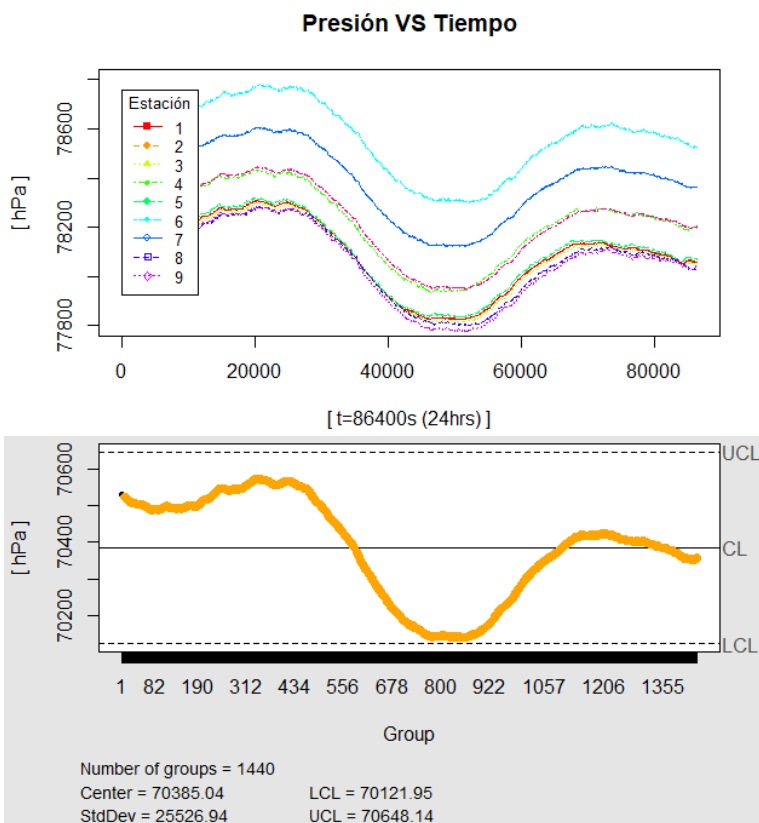 Presión VS Tiempo
[ hPa ]
78600
78200
77800
Estación
1
2
3
4
5
6
7
8
9
0 20000 40000 60000 80000
[ t=86400s (24hrs) ]
[ hPa ]
70600
70400
70200
UCL
CL
LCL
1 82 190 312 434 556 678 800 922 1057 1206 1355
Group
Number of groups = 1440
Center = 70385.04 LCL = 70121.95
StdDev = 25526.94 UCL = 70648.14